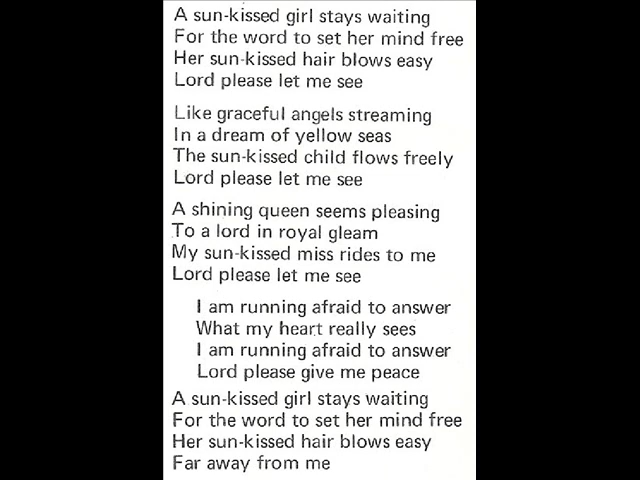 A sun-kissed girl stays waiting
For the word to set her mind free
Her sun-kissed hair blows easy
Lord please let me see
Like graceful angels streaming
In a dream of yellow seas
The sun-kissed child flows freely
Lord please let me see
A shining queen seems pleasing
To a lord in royal gleam
My sun-kissed miss rides to me
Lord please let me see
I am running afraid to answer
What my heart really sees
I am running afraid to answer
Lord please give me peace
A sun-kissed girl stays waiting
For the word to set her mind free
Her sun-kissed hair blows easy
Far away from me